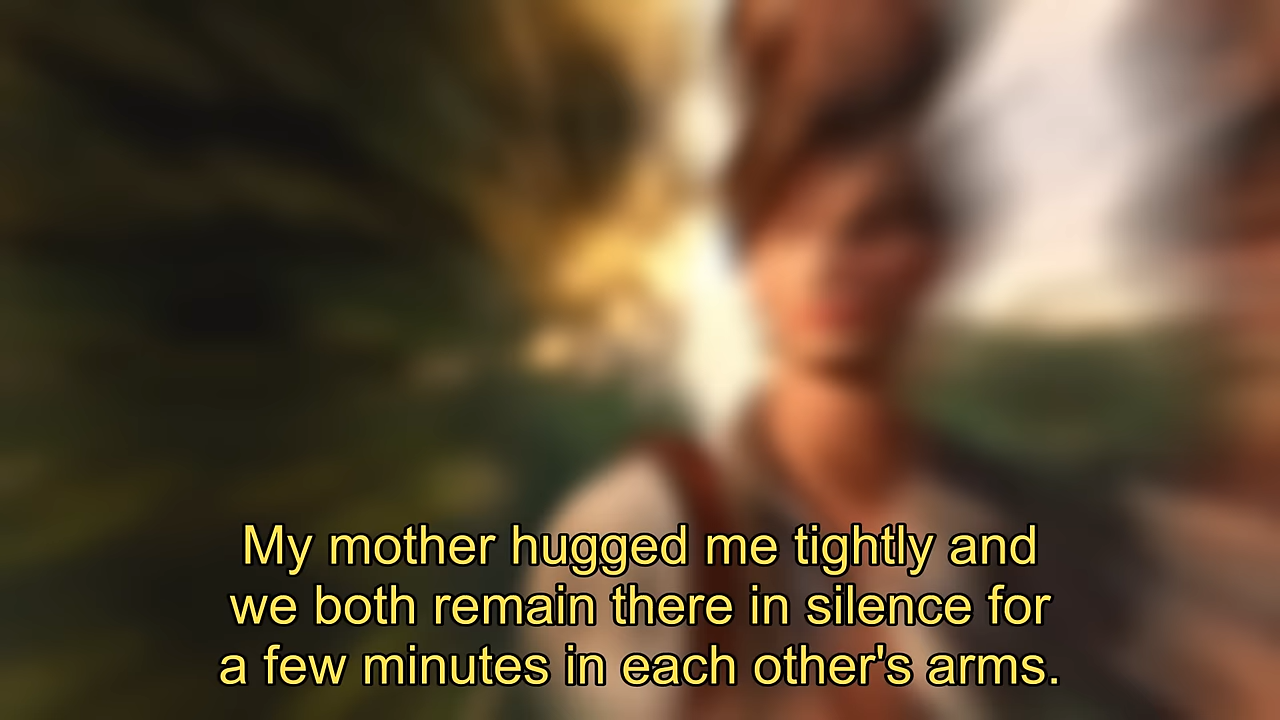 My mother hugged me tightly and
we both remain there in silence for
a few minutes in each other's arms.